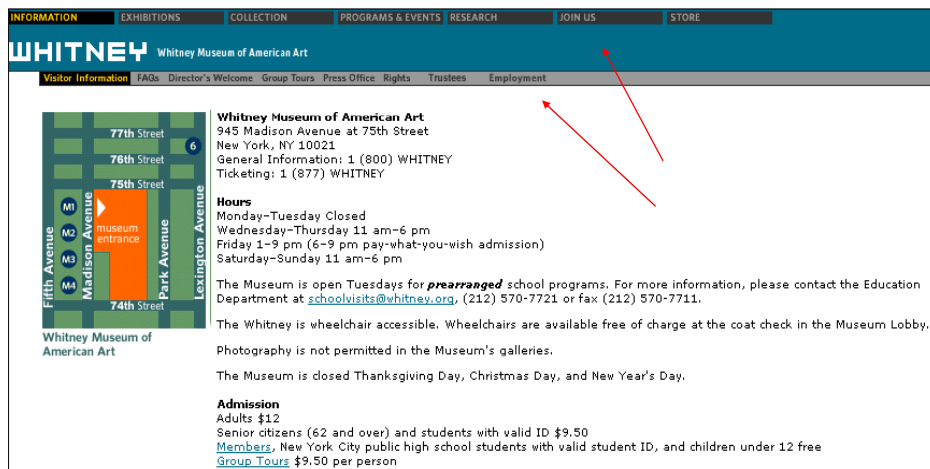 INFORMATION EXHIBITIONS COLLECTION PROGRAMS & EVENTS RESEARCH JOIN US STORE
WHITNEY Whitney Museum of American Art
Visitor Information FAQs Director's Welcome Group Tours Press Office Rights Trustees Employment
77th Street
6
76th Street
75th Street
M1
M2
M3
M4
museum
entrance
Fifth Avenue
Madison Avenue
Park Avenue
Lexington Avenue
74th Street
Whitney Museum of
American Art
Whitney Museum of American Art
945 Madison Avenue at 75th Street
New York, NY 10021
General Information: 1 (800) WHITNEY
Ticketing: 1 (877) WHITNEY
Hours
Monday-Tuesday Closed
Wednesday-Thursday 11 am-6 pm
Friday 1-9 pm (6-9 pm pay-what-you-wish admission)
Saturday-Sunday 11 am-6 pm
The Museum is open Tuesdays for prearranged school programs. For more information, please contact the Education
Department at schoolvisits@whitney.org, (212) 570-7721 or fax (212) 570-7711.
The Whitney is wheelchair accessible. Wheelchairs are available free of charge at the coat check in the Museum Lobby.
Photography is not permitted in the Museum's galleries.
The Museum is closed Thanksgiving Day, Christmas Day, and New Year's Day.
Admission
Adults $12
Senior citizens (62 and over) and students with valid ID $9.50
Members, New York City public high school students with valid student ID, and children under 12 free
Group Tours $9.50 per person